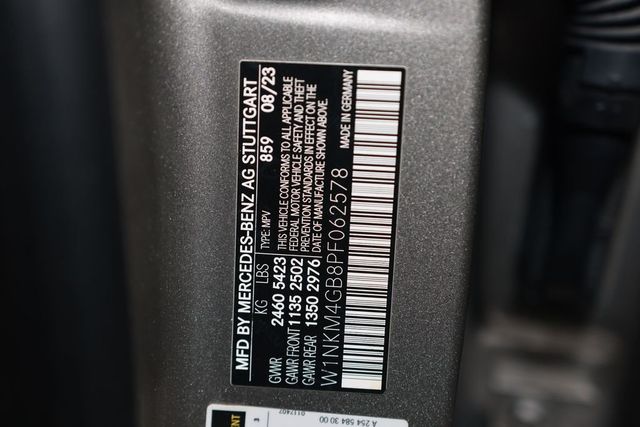 MFD BY MERCEDES-BENZ AG STUTTGART
KG LBS TYPE: MPV 859 08/23
GVWR 2460 5423 THIS VEHICLE CONFORMS TO ALL APPLICABLE
GAWR FRONT 1135 2502 FEDERAL MOTOR VEHICLE SAFETY AND THEFT
GAWR REAR 1350 2976 PREVENTION STANDARDS IN EFFECT ON THE
DATE OF MANUFACTURE SHOWN ABOVE.
W1NKM4GB8PF062578 MADE IN GERMANY
3
0117407
A 254 584 30 00